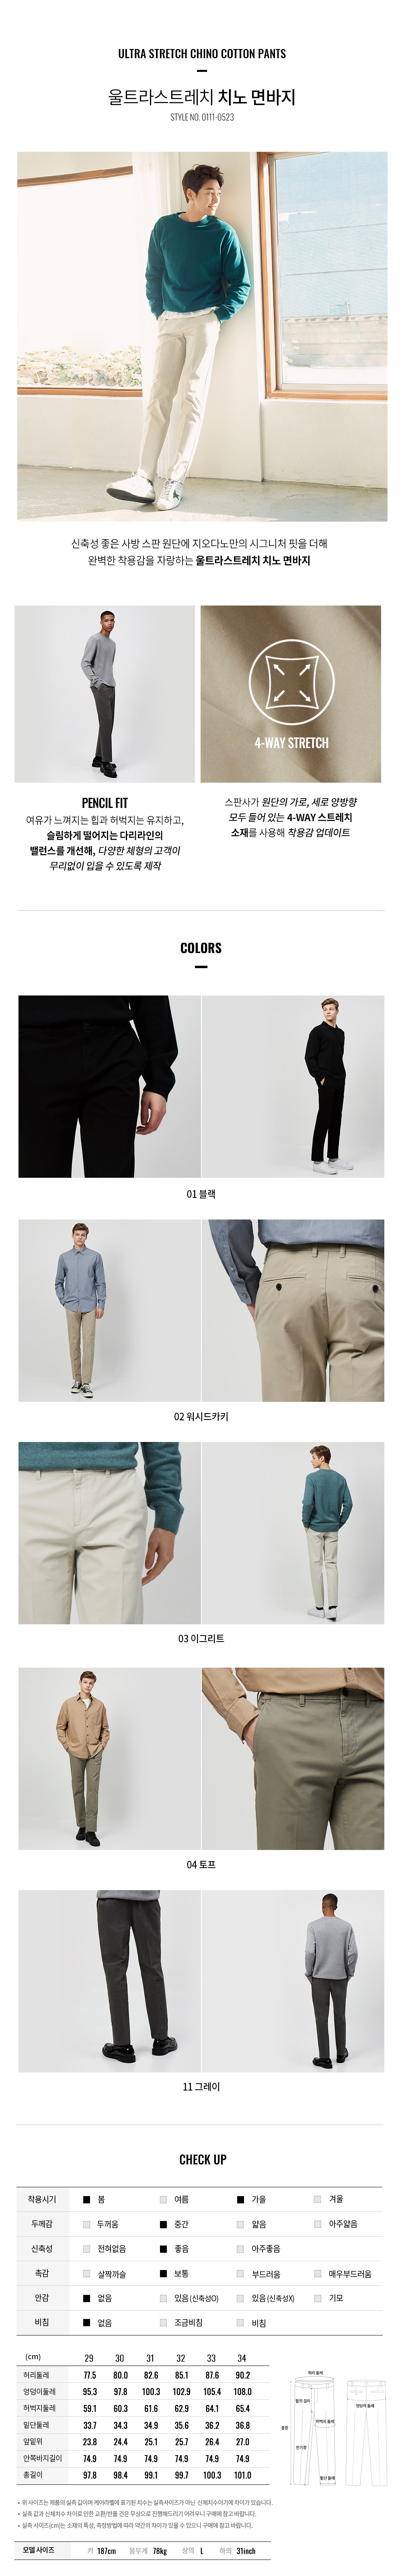 ULTRA STRETCH CHINO COTTON PANTS
울트라스트레치 치노 면바지
STYLE NO. 0111-0523
신축성 좋은 사방 스판 원단에 지오다노만의 시그니처 핏을 더해
완벽한 착용감을 자랑하는 울트라스트레치 치노 면바지
4-WAY STRETCH
PENCIL FIT
여유가 느껴지는 힙과 허벅지는 유지하고,
슬림하게 떨어지는 다리라인의
밸런스를 개선해, 다양한 체형의 고객이
무리없이 입을 수 있도록 제작
스판사가 원단의 가로, 세로 양방향
모두 들어 있는 4-WAY 스트레치
소재를 사용해 착용감 업데이트
COLORS
01 블랙
02 워시드카키
03 이그리트
04 토프
11 그레이
CHECK UP
착용시기 봄 여름 가을 겨울
두께감 두꺼움 중간 얇음 아주얇음
신축성 전혀없음 좋음 아주좋음
촉감 살짝까슬 보통 부드러움 매우부드러움
안감 없음 있음(신축성O) 있음(신축성X) 기모
비침 없음 조금비침 비침
(cm) 29 30 31 32 33 34
허리둘레 77.5 80.0 82.6 85.1 87.6 90.2
엉덩이둘레 95.3 97.8 100.3 102.9 105.4 108.0
허벅지둘레 59.1 60.3 61.6 62.9 64.1 65.4
밑단둘레 33.7 34.3 34.9 35.6 36.2 36.8
앞밑위 23.8 24.4 25.1 25.7 26.4 27.0
안쪽바지길이 74.9 74.9 74.9 74.9 74.9 74.9
총길이 97.8 98.4 99.1 99.7 100.3 101.0
허리 둘레
엉덩이 둘레
허벅지 둘레
총장
안기장
밑단 둘레
• 위 사이즈는 제품의 실측 값이며 케어라벨에 표기된 치수는 실측사이즈가 아닌 신체치수이기에 차이가 있습니다.
• 실측 값과 신체치수 차이로 인한 교환/반품 건은 무상으로 진행해드리기 어려우니 구매에 참고 바랍니다.
• 실측 사이즈(cm)는 소재의 특성, 측정방법에 따라 약간의 차이가 있을 수 있으니 구매에 참고 바랍니다.
모델 사이즈 키 187cm 몸무게 78kg 상의 L 하의 31inch